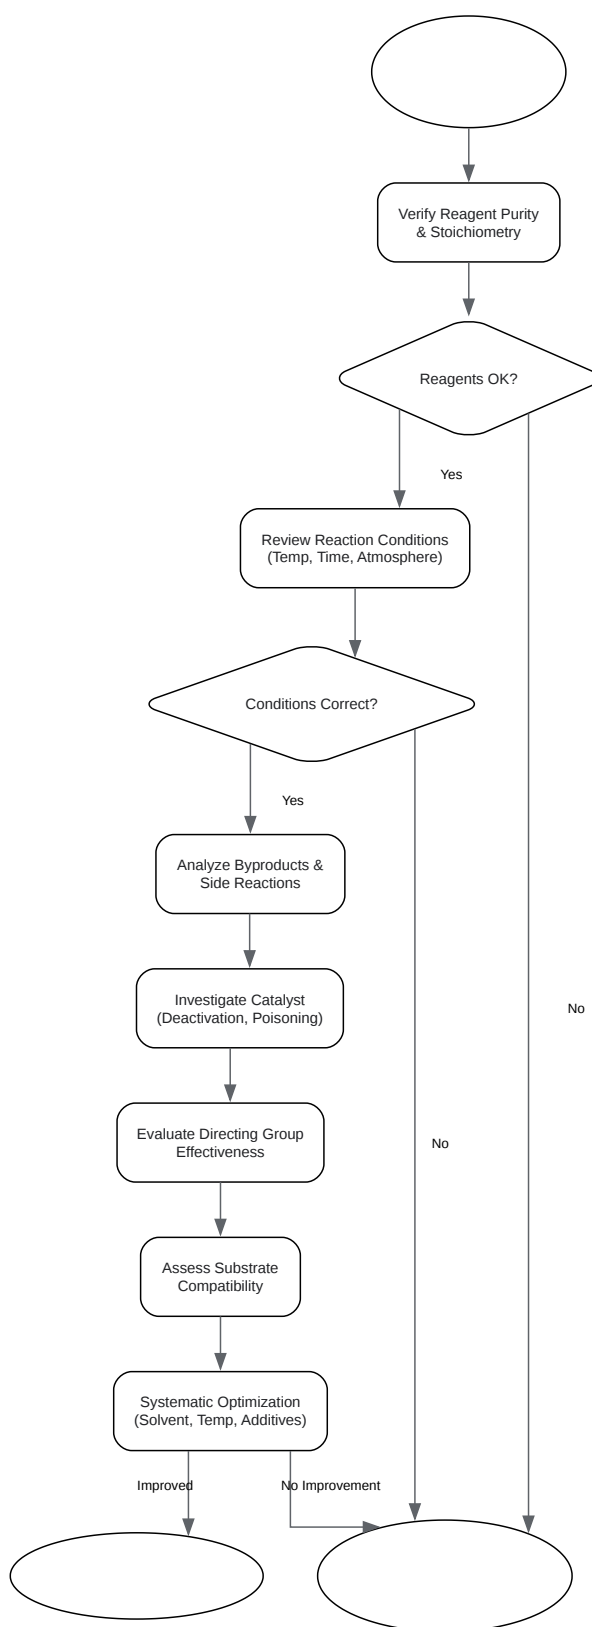 Verify Reagent Purity
& Stoichiometry
Reagents OK?
Yes
Review Reaction Conditions
(Temp, Time, Atmosphere)
Conditions Correct?
Yes
Analyze Byproducts &
Side Reactions
Investigate Catalyst
(Deactivation, Poisoning)
No
Evaluate Directing Group
Effectiveness
No
Assess Substrate
Compatibility
Systematic Optimization
(Solvent, Temp, Additives)
Improved
No Improvement